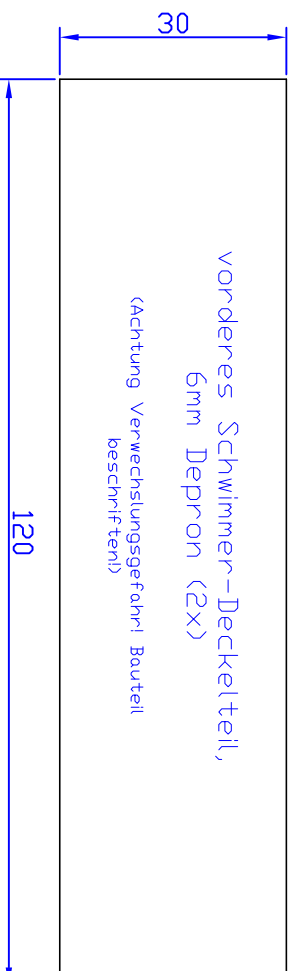 30
vorderes Schwimmer-Deckelteil,
6mm Depron (2x)
(Achtung Verwechslungsgefahr! Bauteil
beschriften!)
120